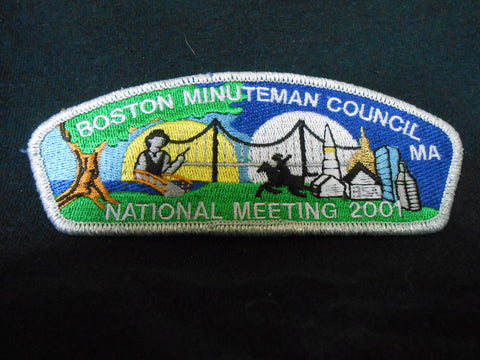 BOSTON MINUTEMAN COUNCIL
MA
NATIONAL MEETING 2001